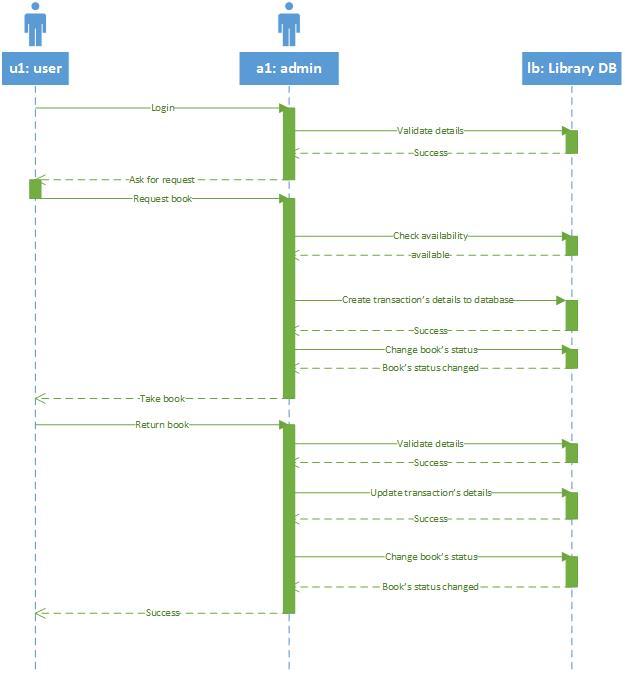 u1: user
a1: admin
lb: Library DB
Login
Validate details
Success
Ask for request
Request book
Check availability
available
Create transaction's details to database
Success
Change book's status
Book's status changed
Take book
Return book
Validate details
Success
Update transaction's details
Success
Change book's status
Book's status changed
Success